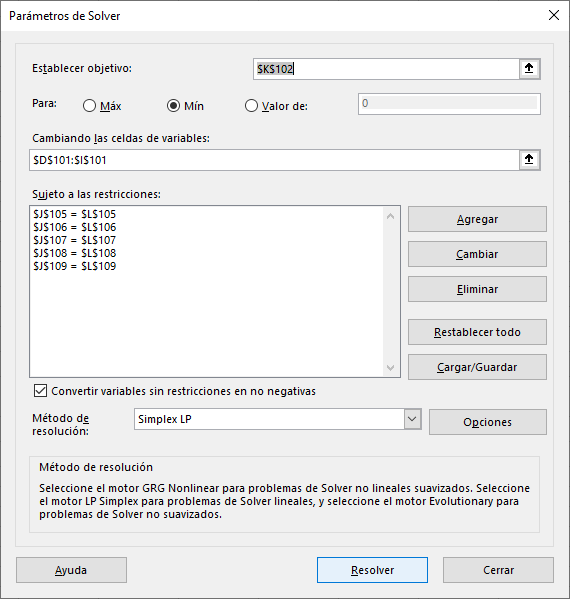 Parámetros de Solver
Establecer objetivo:
$K$102
Para:
Máx
Mín
Valor de:
0
Cambiando las celdas de variables:
$D$101:$I$101
Sujeto a las restricciones:
$J$105 = $L$105
$J$106 = $L$106
$J$107 = $L$107
$J$108 = $L$108
$J$109 = $L$109
Agregar
Cambiar
Eliminar
Restablecer todo
Cargar/Guardar
Convertir variables sin restricciones en no negativas
Método de
resolución:
Simplex LP
Opciones
Método de resolución
Seleccione el motor GRG Nonlinear para problemas de Solver no lineales suavizados. Seleccione
el motor LP Simplex para problemas de Solver lineales, y seleccione el motor Evolutionary para
problemas de Solver no suavizados.
Ayuda
Resolver
Cerrar